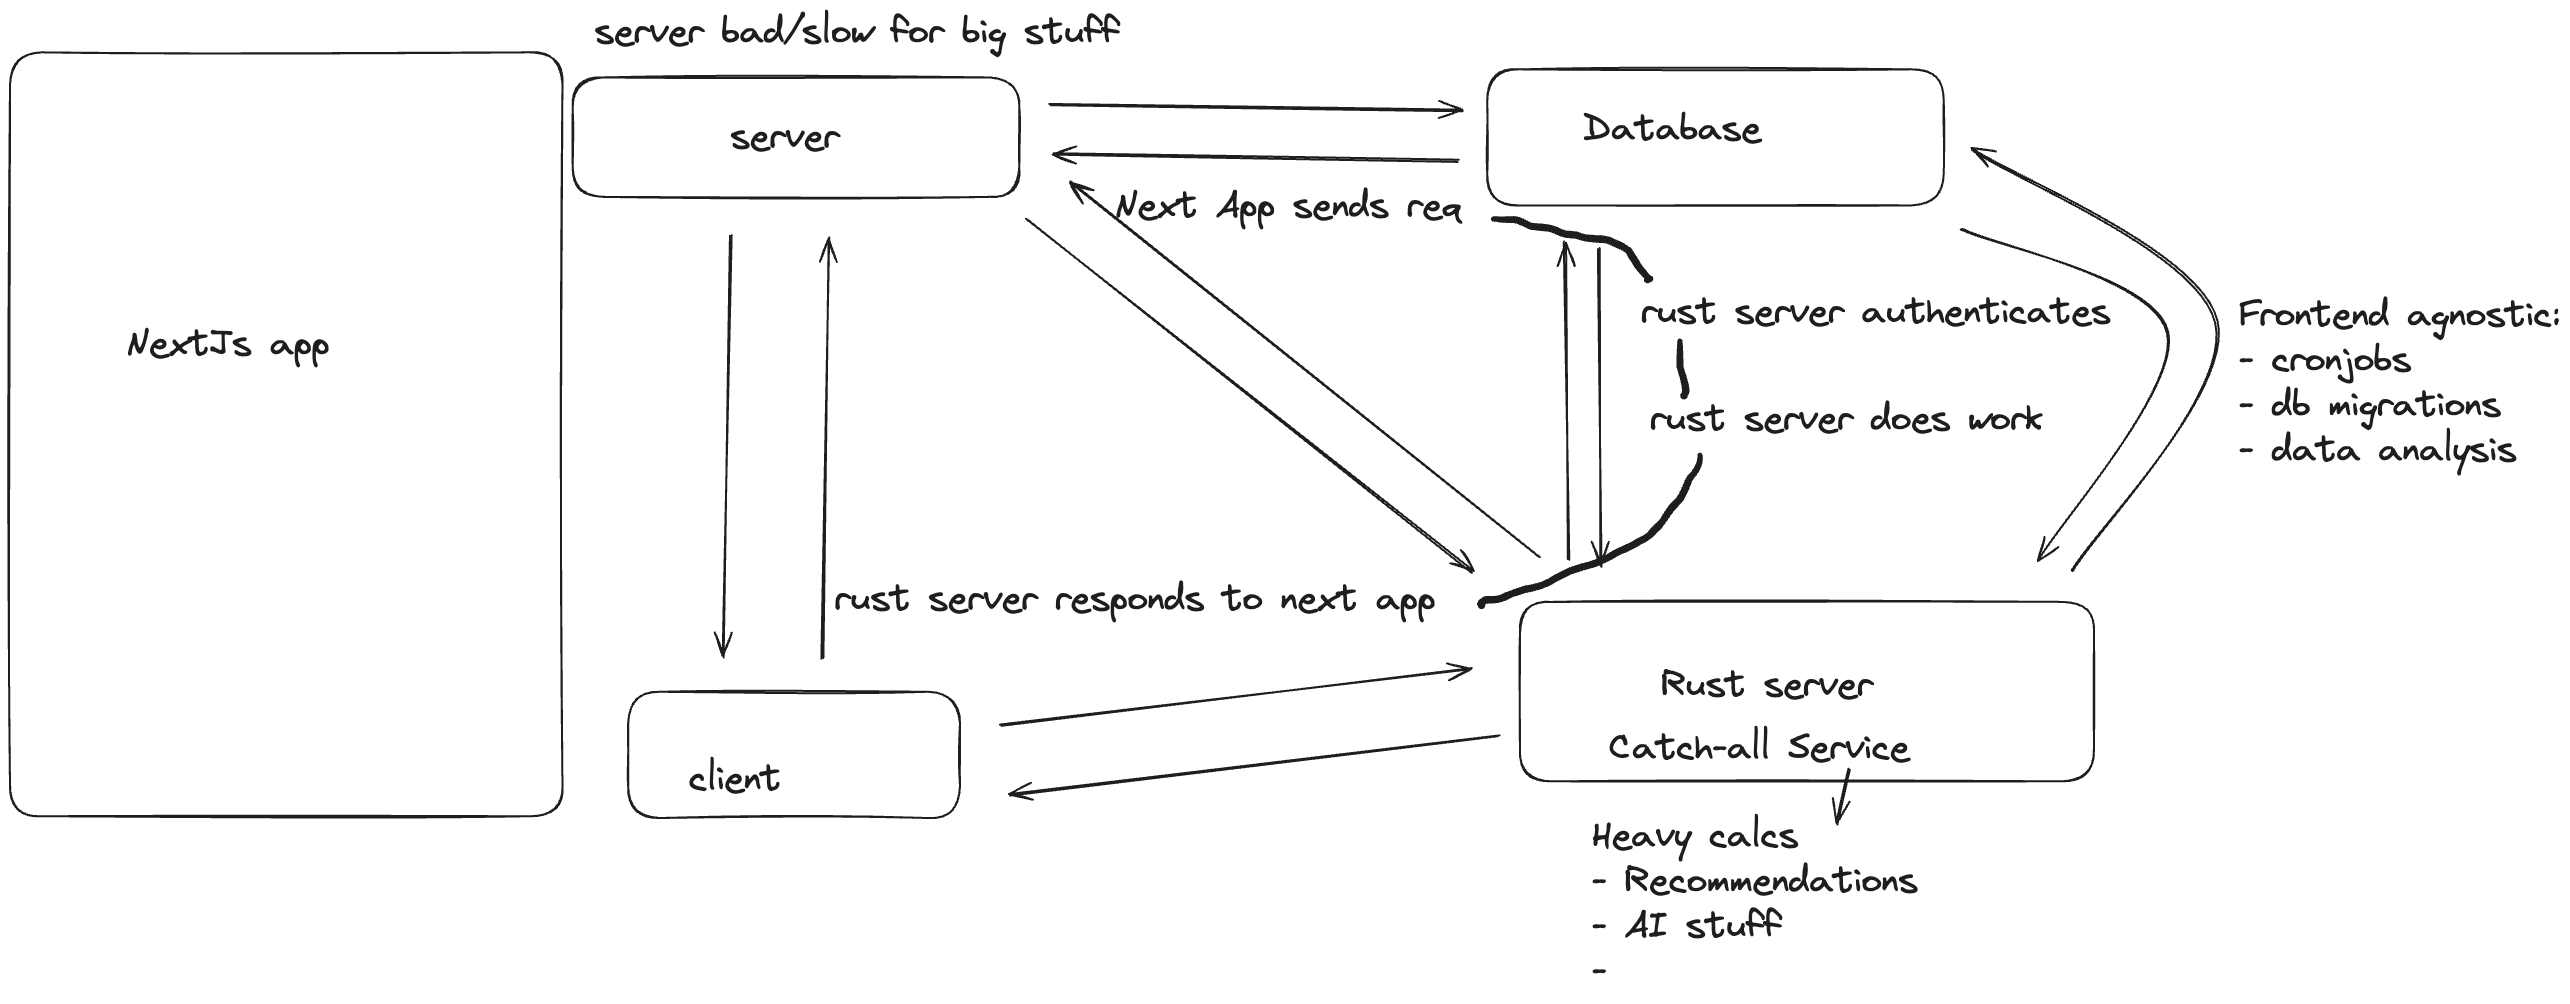 server bad/slow for big stuff
server
Database
NextJs app
Next App sends req
rust server authenticates
rust server does work
rust server responds to next app
Frontend agnostic:
- cronjobs
- db migrations
- data analysis
client
Rust server
Catch-all Service
Heavy calcs
- Recommendations
- AI stuff
-